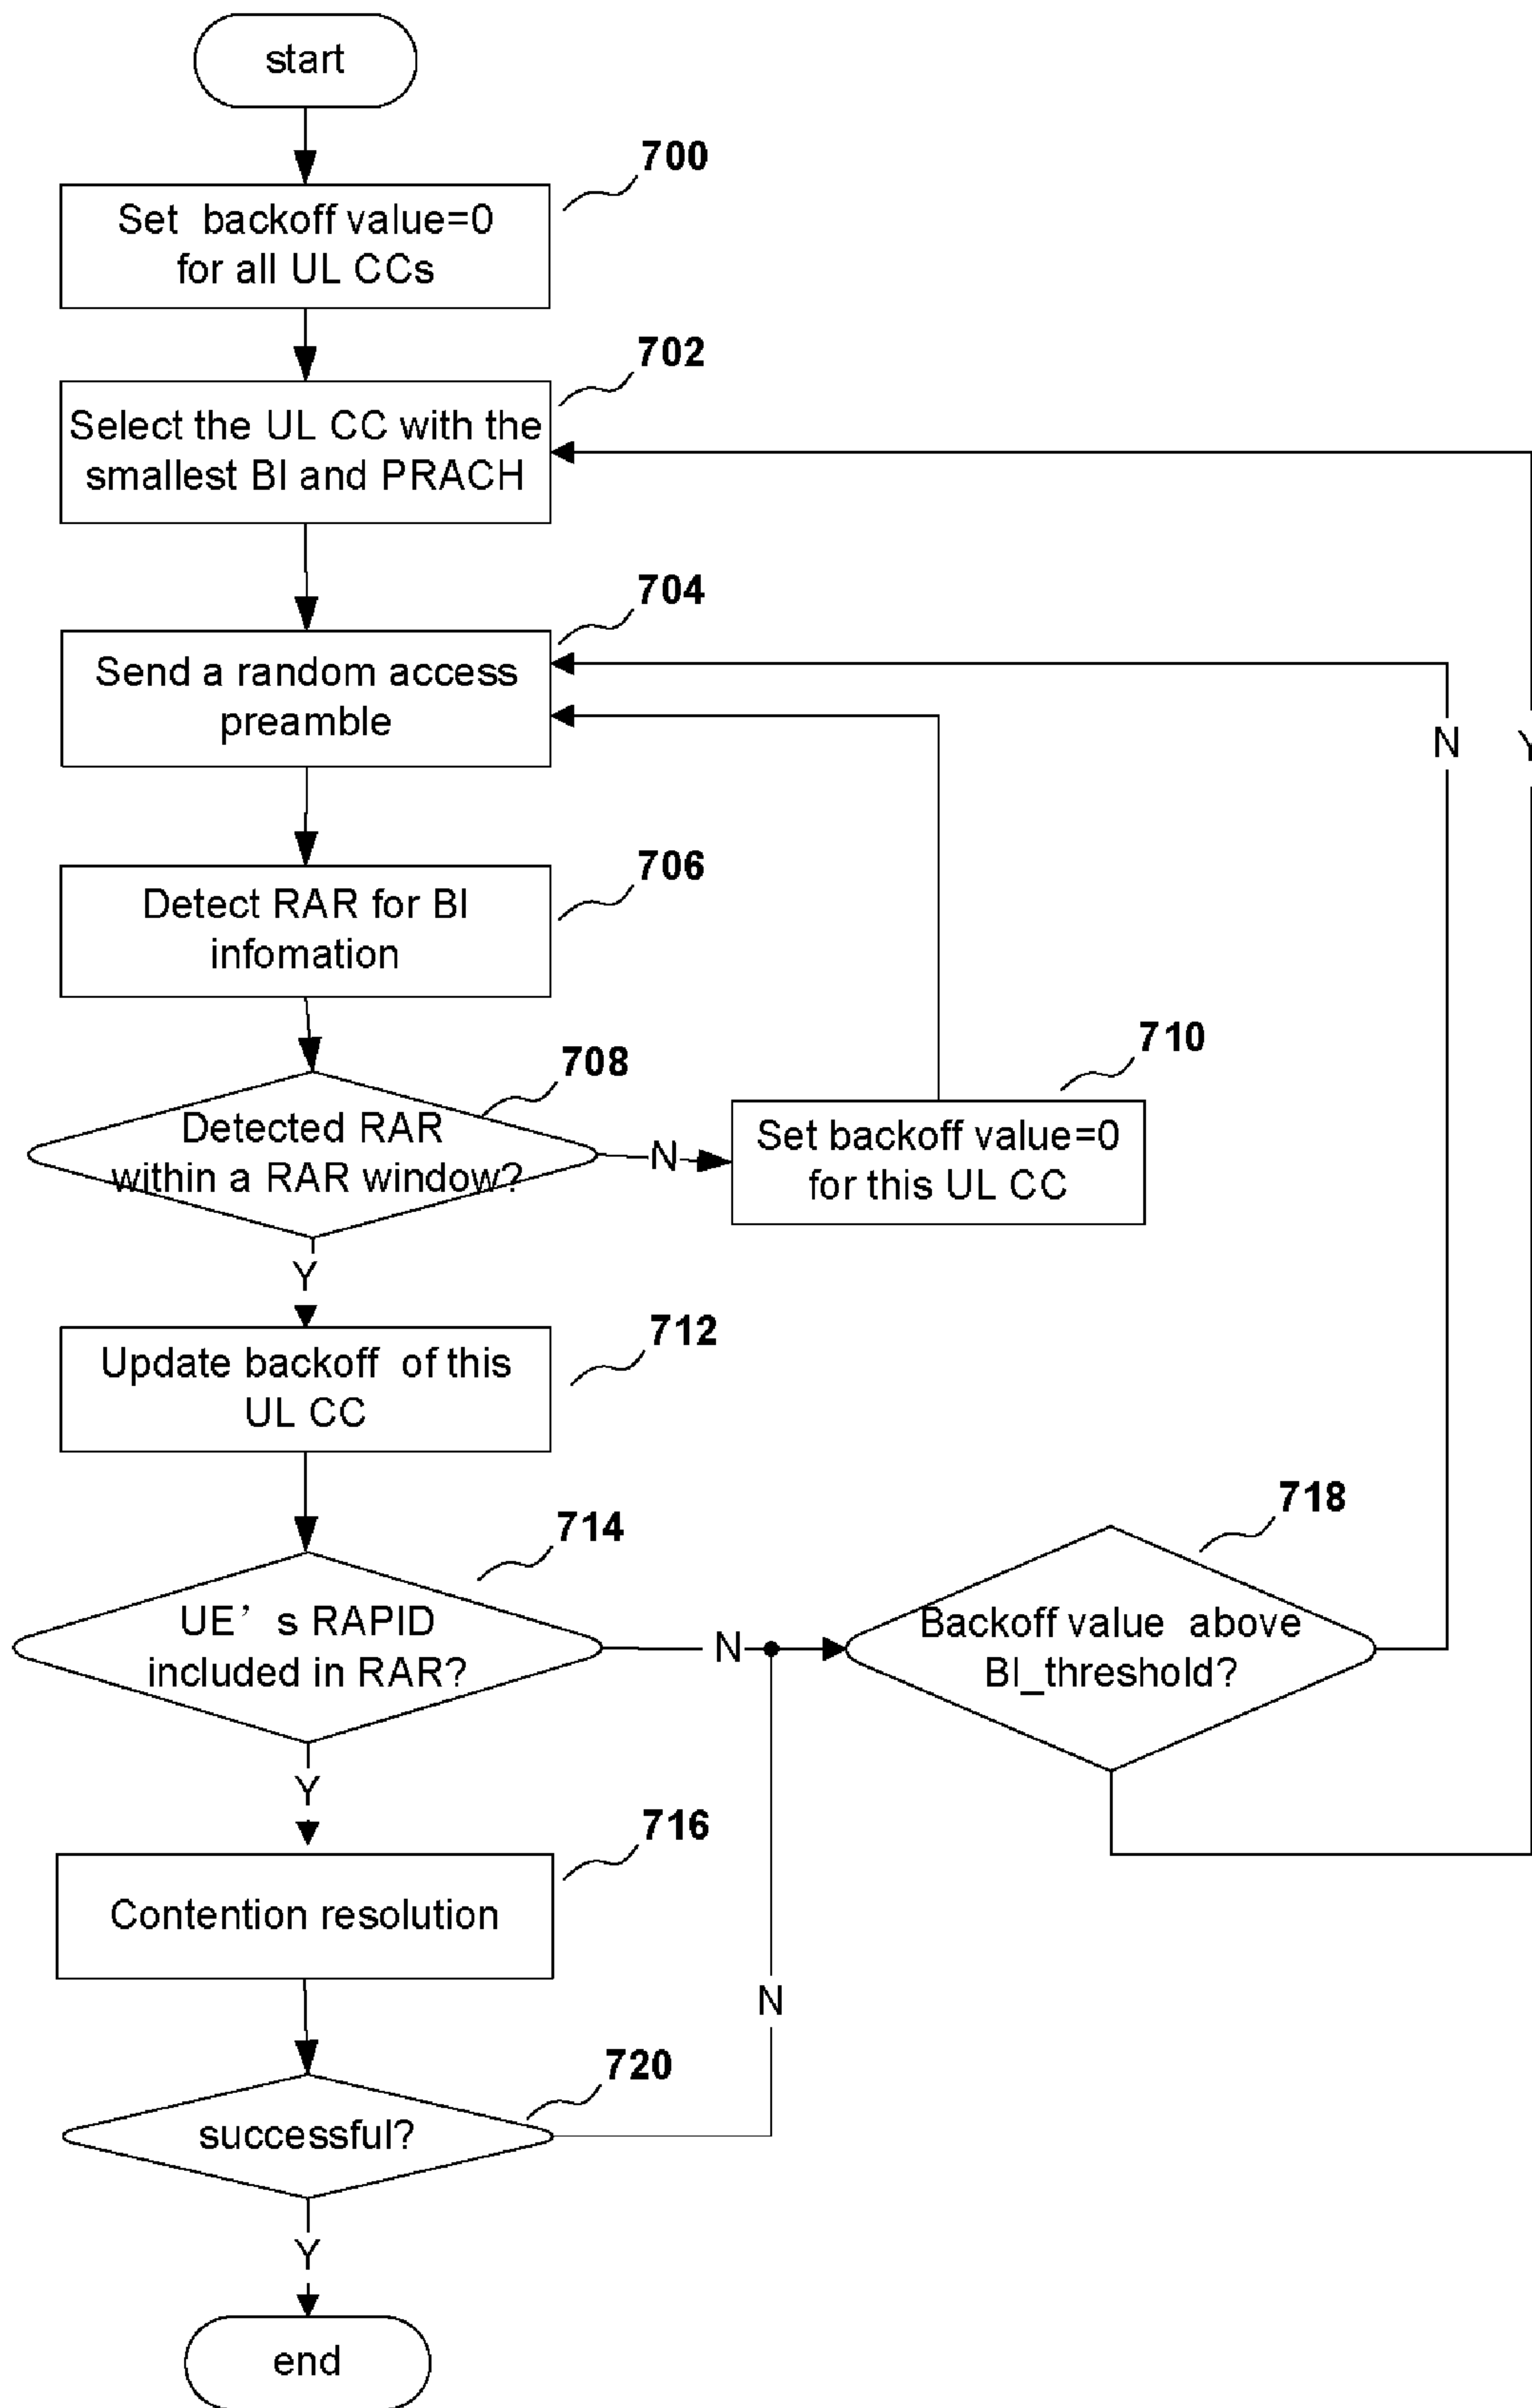 start
700
Set backoff value=0
for all UL CCs
702
Select the UL CC with the
smallest BI and PRACH
704
Send a random access
preamble
N
Y
706
Detect RAR for BI
infomation
708
Detected RAR
within a RAR window?
N
710
Set backoff value=0
for this UL CC
Y
712
Update backoff of this
UL CC
714
UE’s RAPID
included in RAR?
N
718
Backoff value above
BI_threshold?
Y
716
Contention resolution
N
720
successful?
Y
end